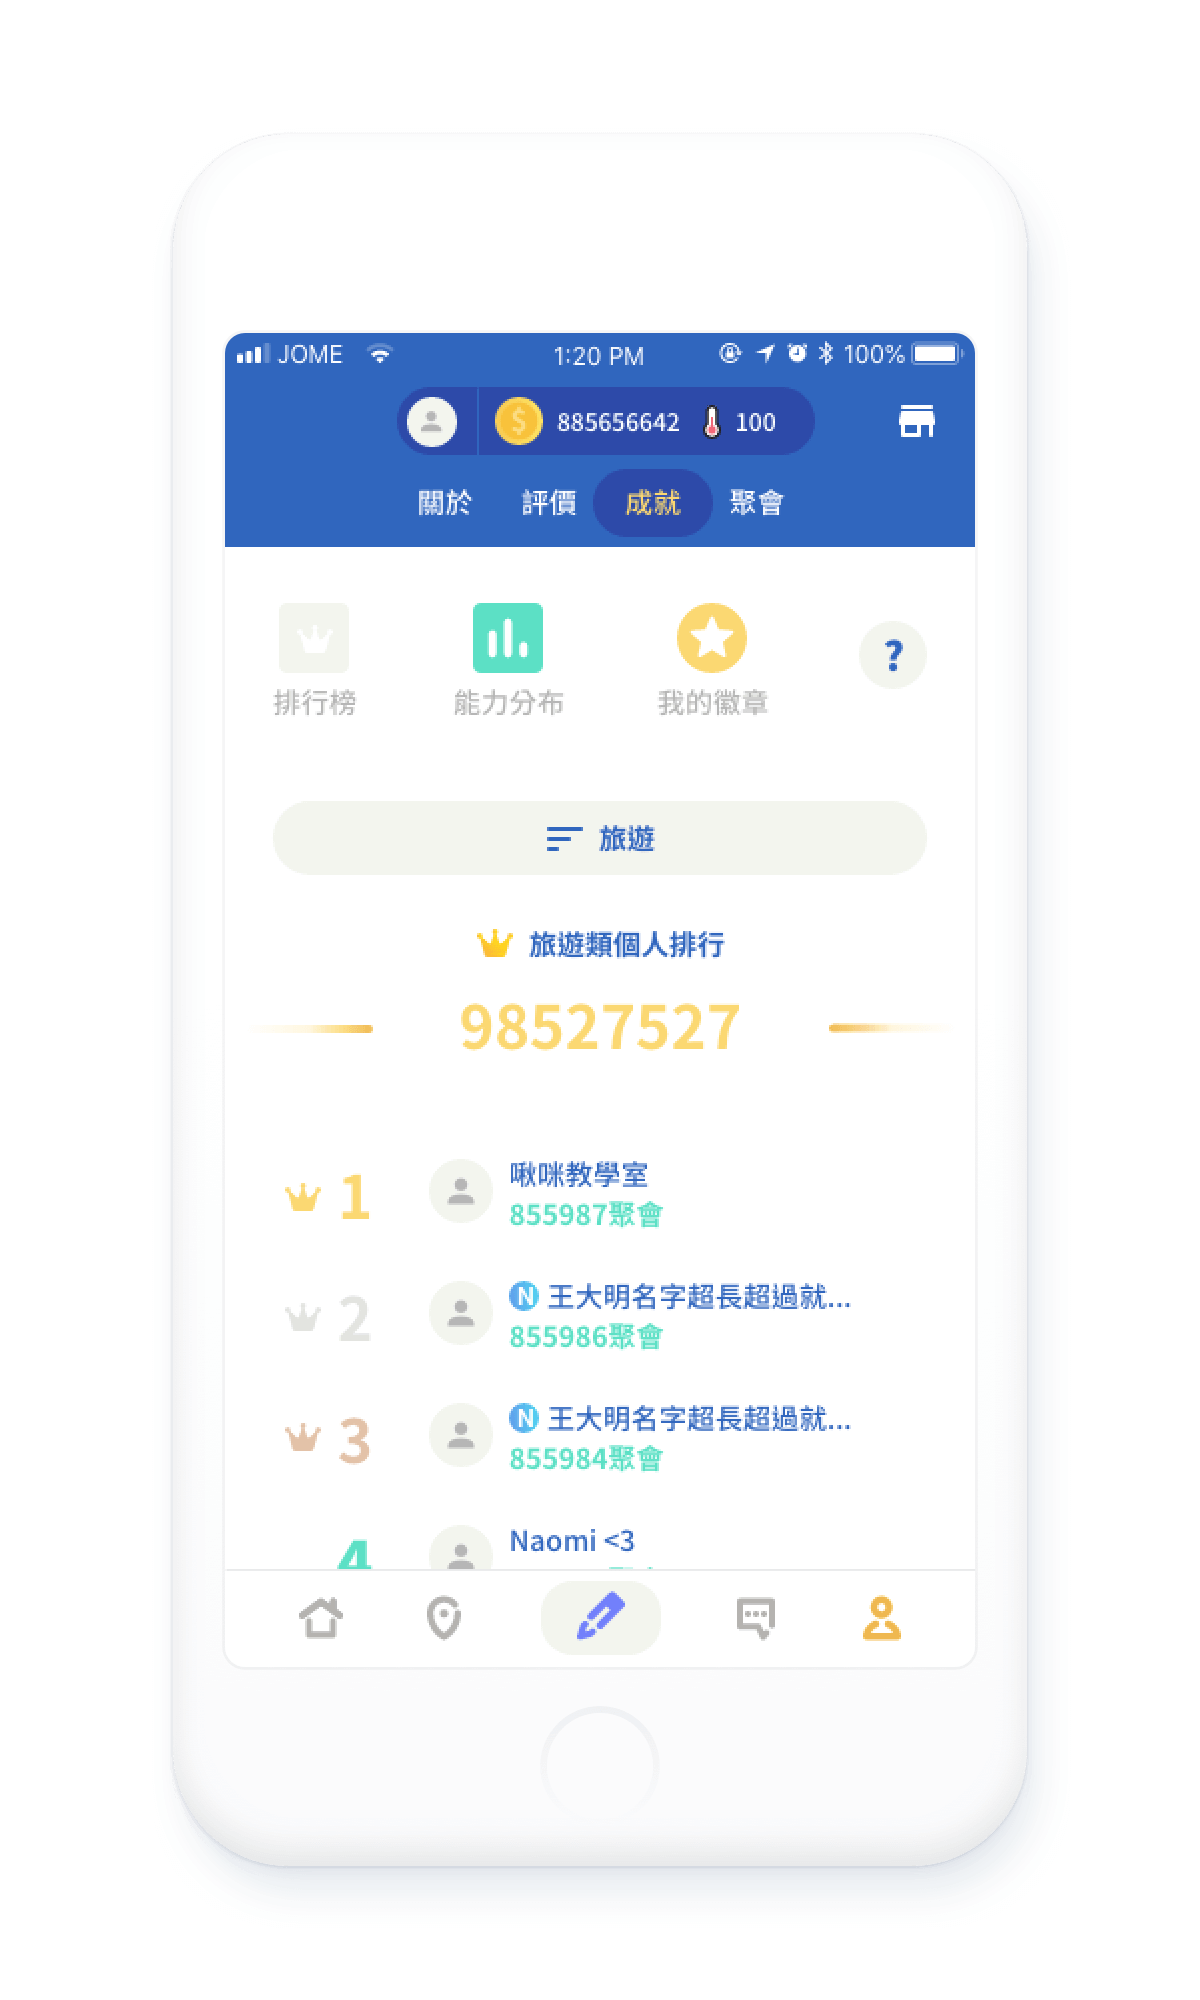 JOME 1:20 PM 100%
885656642 100
關於 評價 成就 聚會
排行榜 能力分布 我的徽章 ?
旅遊
旅遊類個人排行
98527527
1 啾咪教學室
855987聚會
2 N 王大明名字超長超過就...
855986聚會
3 N 王大明名字超長超過就...
855984聚會
4 Naomi <3